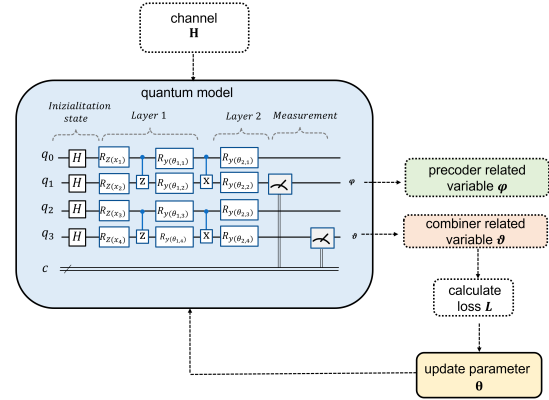 channel
H
quantum model
Inizialitation
state
Layer 1
Layer 2
Measurement
q0 H RZ(x1) Ry(θ1,1) Ry(θ2,1)
q1 H RZ(x2) Z Ry(θ1,2) X Ry(θ2,2) φ
q2 H RZ(x3) Ry(θ1,3) Ry(θ2,3)
q3 H RZ(x4) Z Ry(θ1,4) X Ry(θ2,4) ϑ
c
precoder related
variable φ
combiner related
variable ϑ
calculate
loss L
update parameter
θ